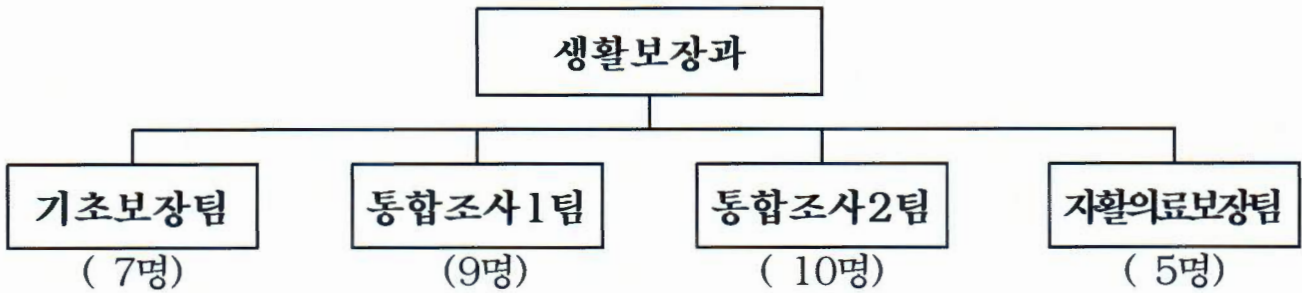 생활보장과
기초보장팀 통합조사1팀 통합조사2팀 자활의료보장팀
( 7명) (9명) ( 10명) ( 5명)